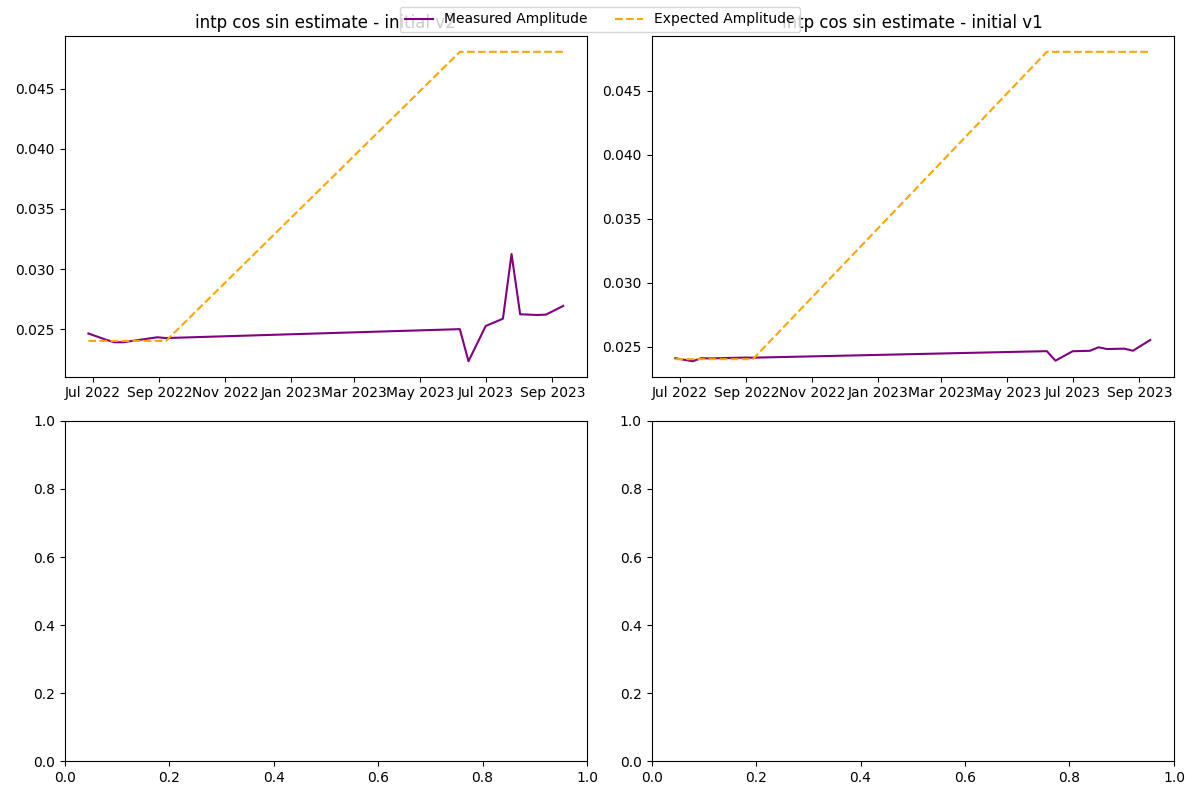 intp cos sin estimate - initial v2
Measured Amplitude
Expected Amplitude
intp cos sin estimate - initial v1
0.045
0.040
0.035
0.030
0.025
Jul 2022 Sep 2022 Nov 2022 Jan 2023 Mar 2023 May 2023 Jul 2023 Sep 2023
0.045
0.040
0.035
0.030
0.025
Jul 2022 Sep 2022 Nov 2022 Jan 2023 Mar 2023 May 2023 Jul 2023 Sep 2023
1.0
0.8
0.6
0.4
0.2
0.0
0.0 0.2 0.4 0.6 0.8 1.0
1.0
0.8
0.6
0.4
0.2
0.0
0.0 0.2 0.4 0.6 0.8 1.0